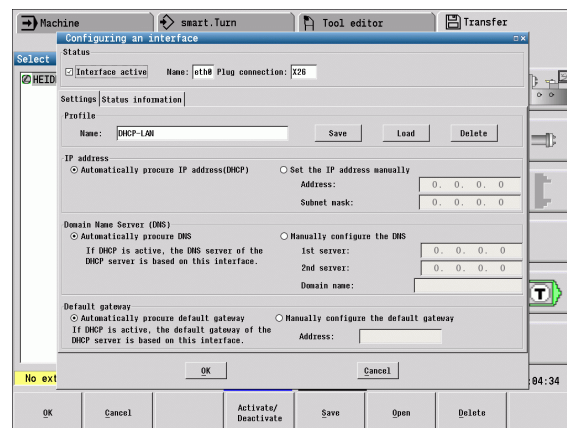 Machine
smart.Turn
Tool editor
Transfer
Configuring an interface
Select
HEIDE
Status
Interface active
Name: eth0 Plug connection: X26
Settings Status information
Profile
Name: DHCP-LAN
Save
Load
Delete
IP address
Automatically procure IP address(DHCP)
Set the IP address manually
Address: 0. 0. 0. 0
Subnet mask: 0. 0. 0. 0
Domain Name Server (DNS)
Automatically procure DNS
If DHCP is active, the DNS server of the
DHCP server is based on this interface.
Manually configure the DNS
1st server: 0. 0. 0. 0
2nd server: 0. 0. 0. 0
Domain name:
Default gateway
Automatically procure default gateway
If DHCP is active, the default gateway of the
DHCP server is based on this interface.
Manually configure the default gateway
Address:
OK
Cancel
No ext
:04:34
T
OK
Cancel
Activate/
Deactivate
Save
Open
Delete